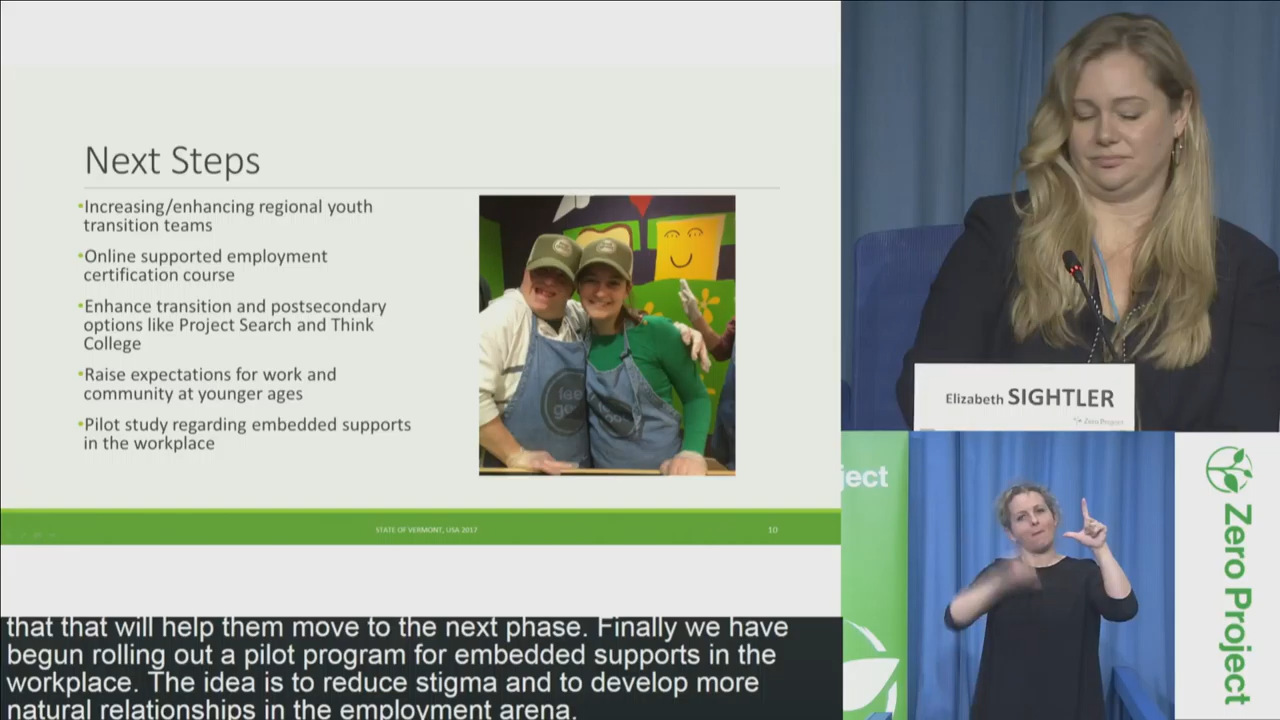 Next Steps
•Increasing/enhancing regional youth
transition teams
•Online supported employment
certification course
•Enhance transition and postsecondary
options like Project Search and Think
College
•Raise expectations for work and
community at younger ages
•Pilot study regarding embedded supports
in the workplace
STATE OF VERMONT, USA 2017
10
that that will help them move to the next phase. Finally we have
begun rolling out a pilot program for embedded supports in the
workplace. The idea is to reduce stigma and to develop more
natural relationships in the employment arena.
Elizabeth SIGHTLER
Zero Project
ject
Zero Project